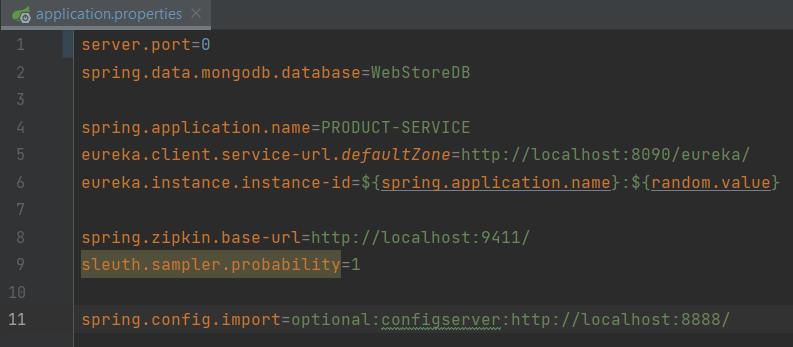 application.properties
1 server.port=0
2 spring.data.mongodb.database=WebStoreDB
3
4 spring.application.name=PRODUCT-SERVICE
5 eureka.client.service-url.defaultZone=http://localhost:8090/eureka/
6 eureka.instance.instance-id=${spring.application.name}:${random.value}
7
8 spring.zipkin.base-url=http://localhost:9411/
9 sleuth.sampler.probability=1
10
11 spring.config.import=optional:configserver:http://localhost:8888/